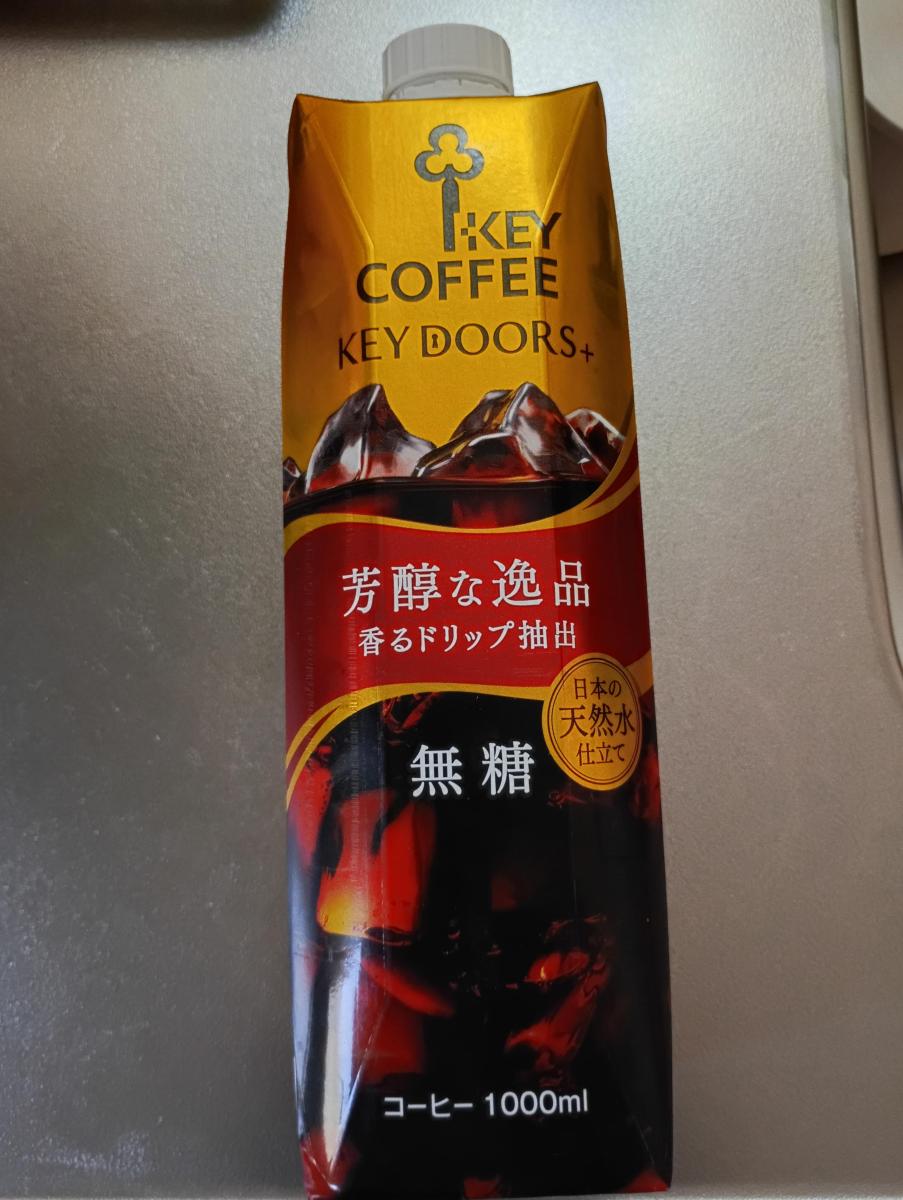 KEY
COFFEE
KEY DOORS+
芳醇な逸品
香るドリップ抽出
日本の
天然水
仕立て
無糖
コーヒー 1000ml